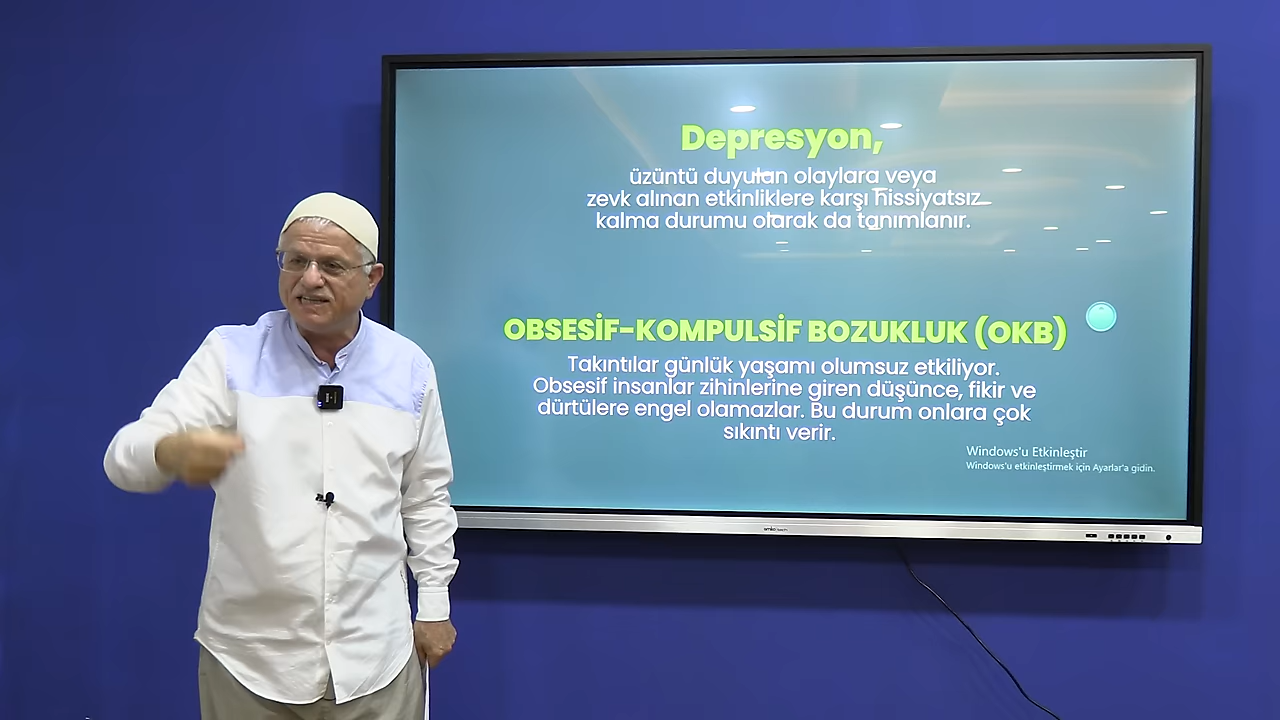 Depresyon,
üzüntü duyulan olaylara veya
zevk alınan etkinliklere karşı hissiyatsız
kalma durumu olarak da tanımlanır.
OBSESİF-KOMPULSİF BOZUKLUK (OKB)
Takıntılar günlük yaşamı olumsuz etkiliyor.
Obsesif insanlar zihinlerine giren düşünce, fikir ve
dürtülere engel olamazlar. Bu durum onlara çok
sıkıntı verir.
Windows'u Etkinleştir
Windows'u etkinleştirmek için Ayarlar'a gidin.